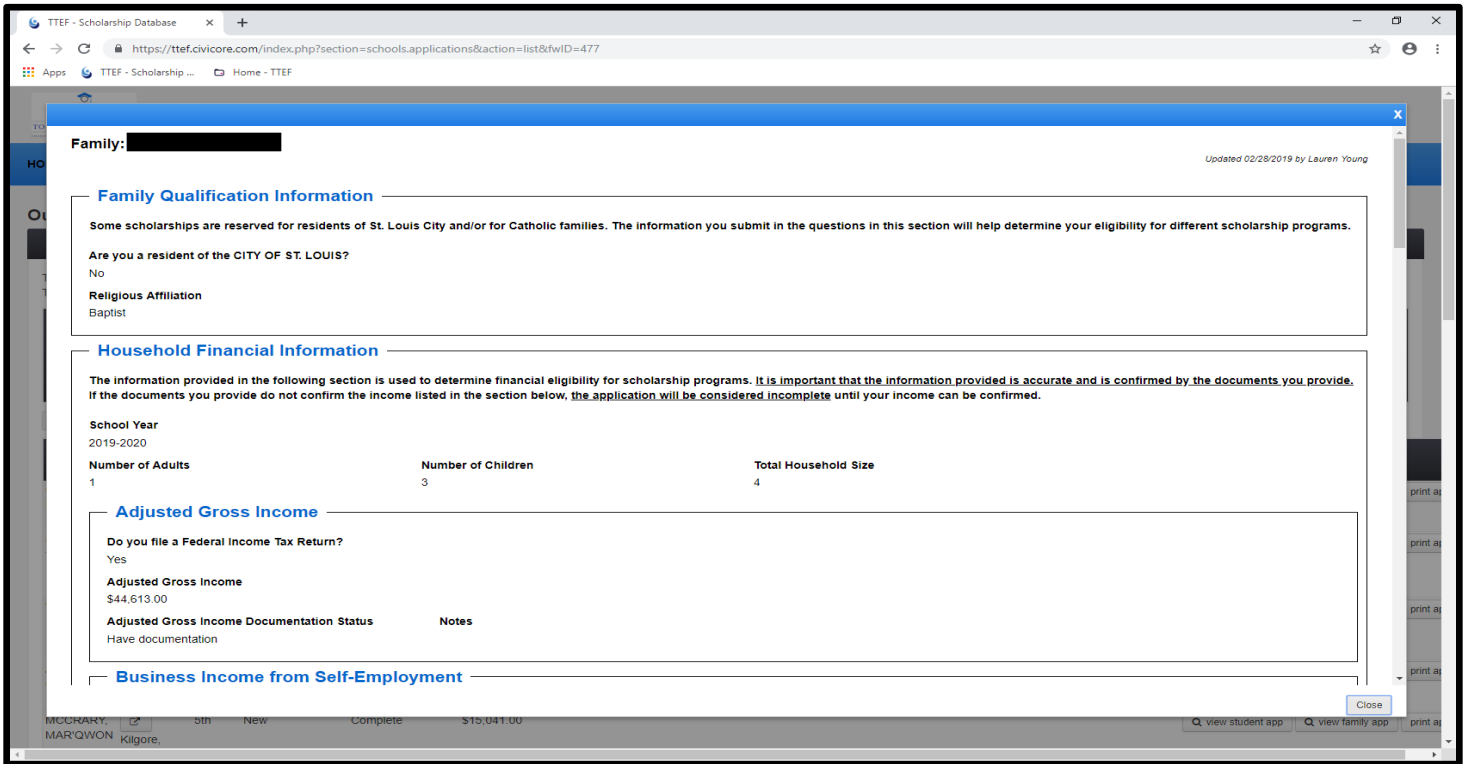 TTEF - Scholarship Database
https://ttef.civicore.com/index.php?section=schools.applications&action=list&fwID=477
Apps TTEF - Scholarship ... Home - TTEF
TO
X
Family:
Updated 02/28/2019 by Lauren Young
HO
Family Qualification Information
Some scholarships are reserved for residents of St. Louis City and/or for Catholic families. The information you submit in the questions in this section will help determine your eligibility for different scholarship programs.
Are you a resident of the CITY OF ST. LOUIS?
No
Religious Affiliation
Baptist
Household Financial Information
The information provided in the following section is used to determine financial eligibility for scholarship programs. It is important that the information provided is accurate and is confirmed by the documents you provide.
If the documents you provide do not confirm the income listed in the section below, the application will be considered incomplete until your income can be confirmed.
School Year
2019-2020
Number of Adults Number of Children Total Household Size
1 3 4
print ap
Adjusted Gross Income
Do you file a Federal Income Tax Return?
print ap
Yes
Adjusted Gross Income
$44,613.00
print ap
Adjusted Gross Income Documentation Status Notes
Have documentation
print ap
Business Income from Self-Employment
Close
MCCRARY, 5th New Complete $15,041.00 view student app view family app print ap
MAR'QWON Kilgore,